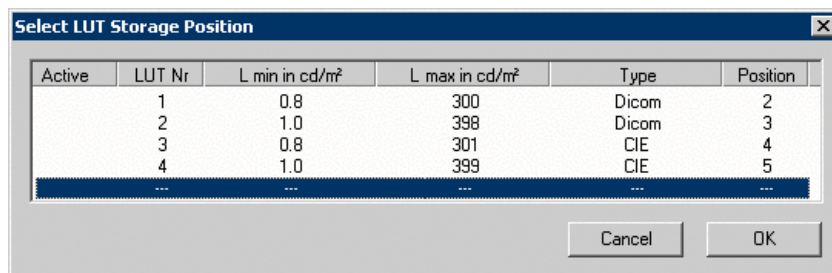 Select LUT Storage Position
Active LUT Nr L min in cd/m² L max in cd/m² Type Position
1 0.8 300 Dicom 2
2 1.0 398 Dicom 3
3 0.8 301 CIE 4
4 1.0 399 CIE 5
--- --- --- --- ---
Cancel OK